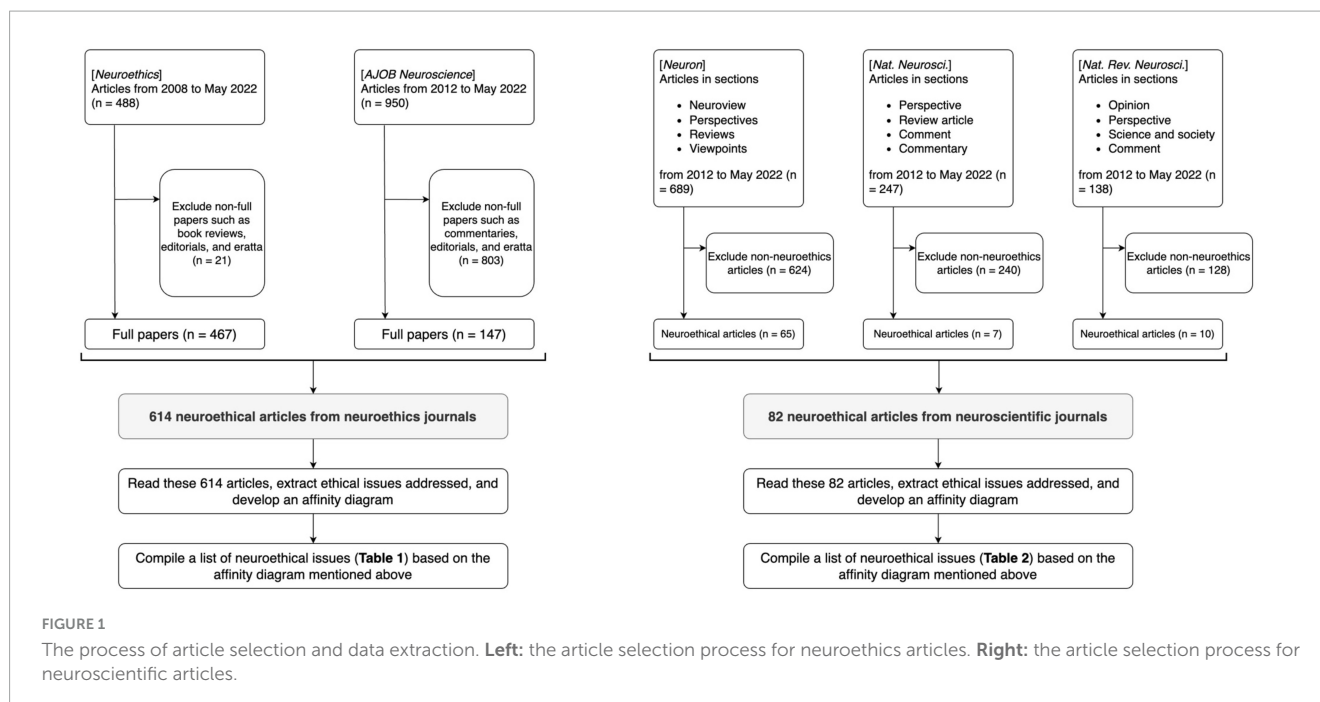 [Neuroethics]
Articles from 2008 to May 2022
(n = 488)
Exclude non-full
papers such as
book reviews,
editorials, and eratta
(n = 21)
Full papers (n = 467)
[AJOB Neuroscience]
Articles from 2012 to May 2022
(n = 950)
Exclude non-full
papers such as
commentaries,
editorials, and eratta
(n = 803)
Full papers (n = 147)
614 neuroethical articles from neuroethics journals
Read these 614 articles, extract ethical issues addressed, and
develop an affinity diagram
Compile a list of neuroethical issues (Table 1) based on the
affinity diagram mentioned above
[Neuron]
Articles in sections
• Neuroview
• Perspectives
• Reviews
• Viewpoints
from 2012 to May 2022 (n
= 689)
Exclude non-neuroethics
articles (n = 624)
Neuroethical articles (n = 65)
[Nat. Neurosci.]
Articles in sections
• Perspective
• Review article
• Comment
• Commentary
from 2012 to May 2022 (n
= 247)
Exclude non-neuroethics
articles (n = 240)
Neuroethical articles (n = 7)
[Nat. Rev. Neurosci.]
Articles in sections
• Opinion
• Perspective
• Science and society
• Comment
from 2012 to May 2022 (n
= 138)
Exclude non-neuroethics
articles (n = 128)
Neuroethical articles (n = 10)
82 neuroethical articles from neuroscientific journals
Read these 82 articles, extract ethical issues addressed, and
develop an affinity diagram
Compile a list of neuroethical issues (Table 2) based on the
affinity diagram mentioned above
FIGURE 1
The process of article selection and data extraction. Left: the article selection process for neuroethics articles. Right: the article selection process for
neuroscientific articles.